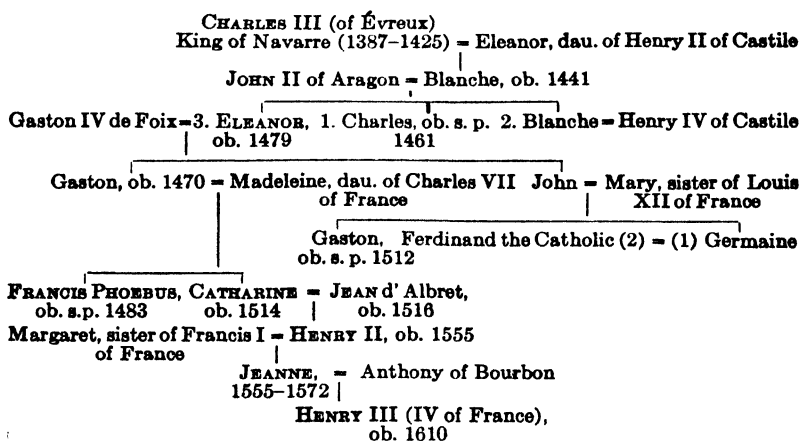 CHARLES III (of Évreux)
King of Navarre (1387–1425) = Eleanor, dau. of Henry II of Castile
JOHN II of Aragon = Blanche, ob. 1441
Gaston IV de Foix=3. ELEANOR, 1. Charles, ob. s. p. 2. Blanche=Henry IV of Castile
ob. 1479 1461
Gaston, ob. 1470 = Madeleine, dau. of Charles VII John = Mary, sister of Louis
of France XII of France
Gaston, Ferdinand the Catholic (2) = (1) Germaine
ob. s. p. 1512
FRANCIS PHOEBUS, CATHARINE = JEAN d'Albret,
ob. s.p. 1483 ob. 1514 ob. 1516
Margaret, sister of Francis I = HENRY II, ob. 1555
of France
JEANNE, = Anthony of Bourbon
1555–1572
HENRY III (IV of France),
ob. 1610